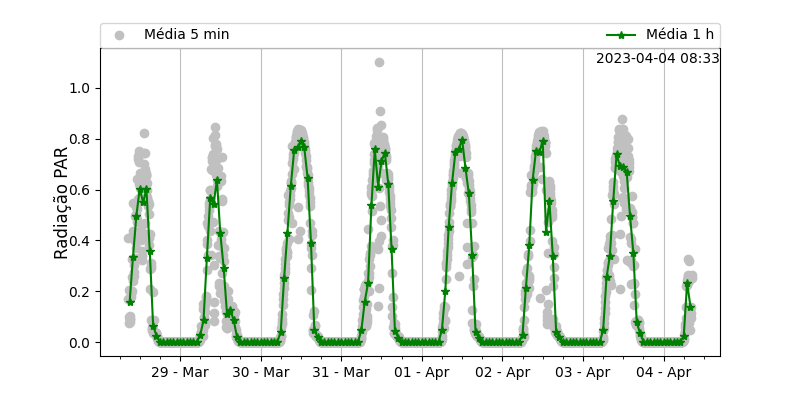 Média 5 min
Média 1 h
2023-04-04 08:33
Radiação PAR
1.0
0.8
0.6
0.4
0.2
0.0
29 - Mar
30 - Mar
31 - Mar
01 - Apr
02 - Apr
03 - Apr
04 - Apr